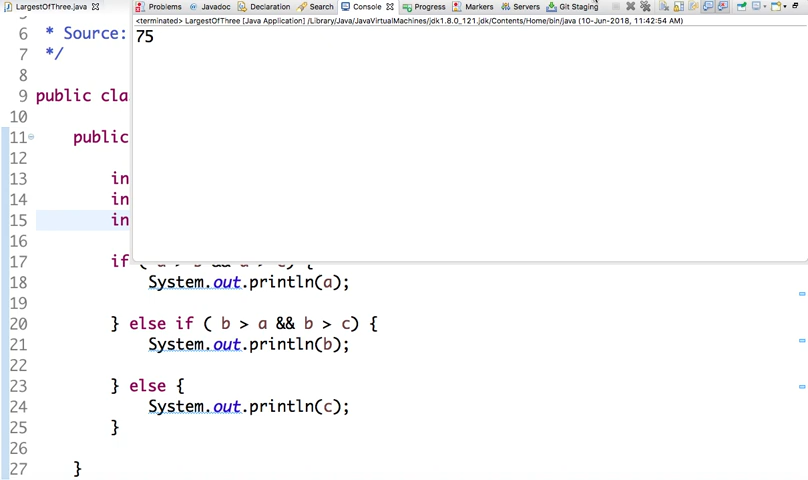 LargestOfThree.java
Problems Javadoc Declaration Search Console Progress Markers Servers Git Staging
<terminated> LargestOfThree [Java Application] /Library/Java/JavaVirtualMachines/jdk1.8.0_121.jdk/Contents/Home/bin/java (10-Jun-2018, 11:42:54 AM)
75
6 * Source:
7 */
8
9 public cla
10
11 public
12
13 in
14 in
15 in
16
17 if (
18 System.out.println(a);
19
20 } else if ( b > a && b > c) {
21 System.out.println(b);
22
23 } else {
24 System.out.println(c);
25 }
26
27 }